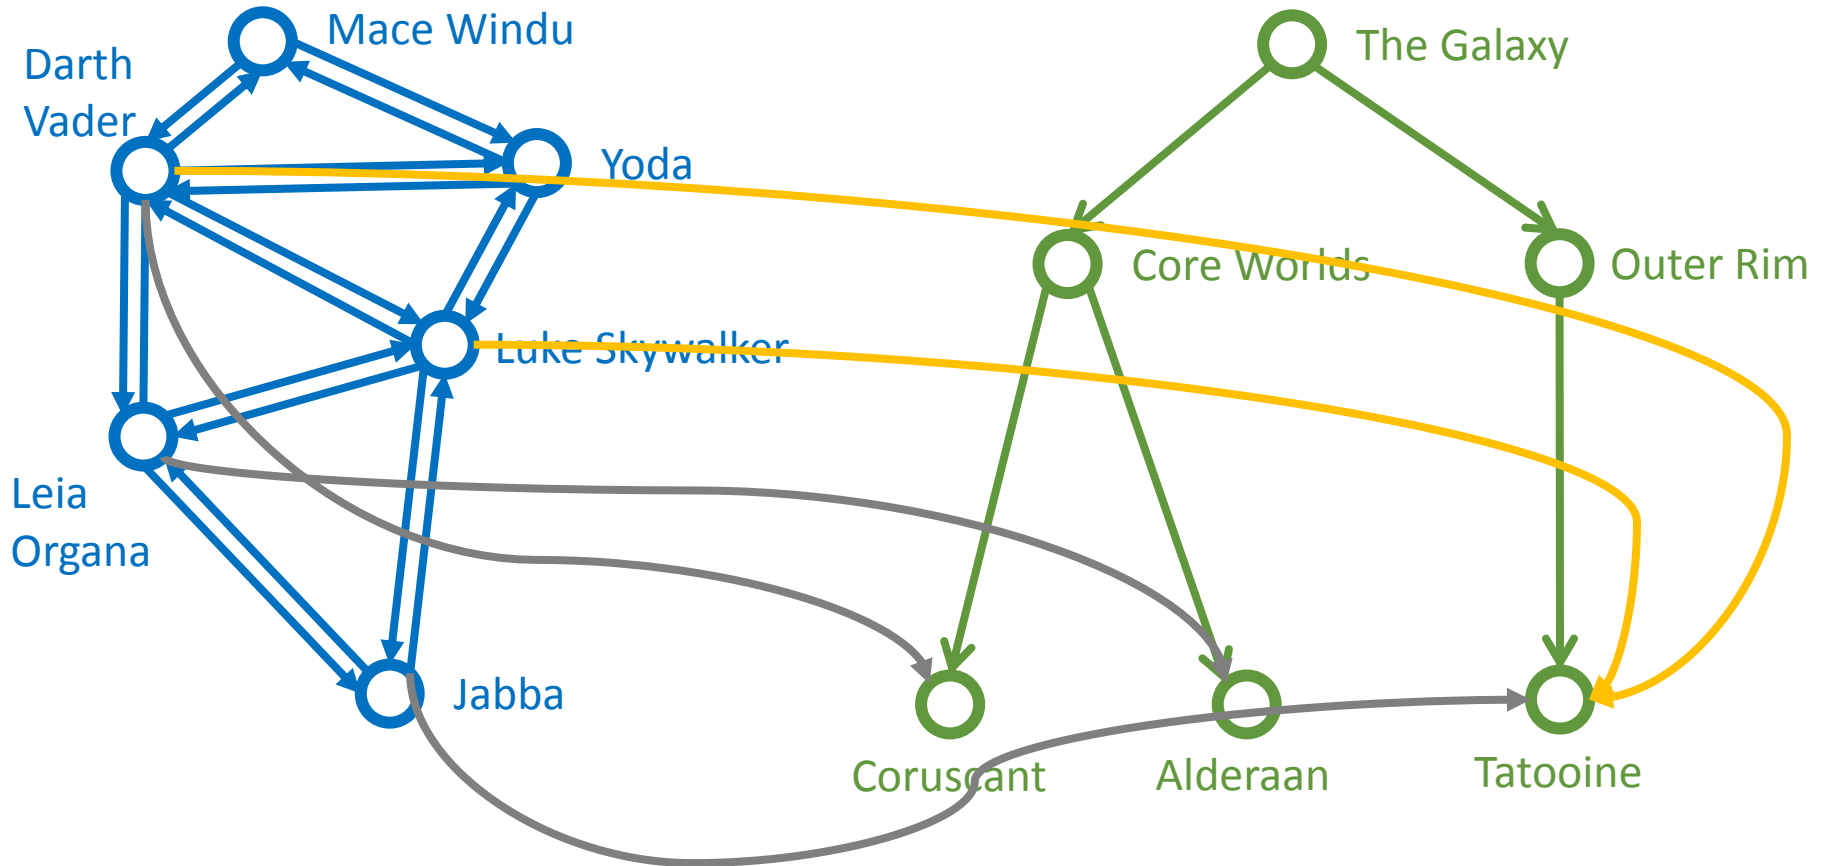 Mace Windu
The Galaxy
Darth
Vader
Yoda
Core Worlds
Outer Rim
Luke Skywalker
Leia
Organa
Jabba
Coruscant
Alderaan
Tatooine